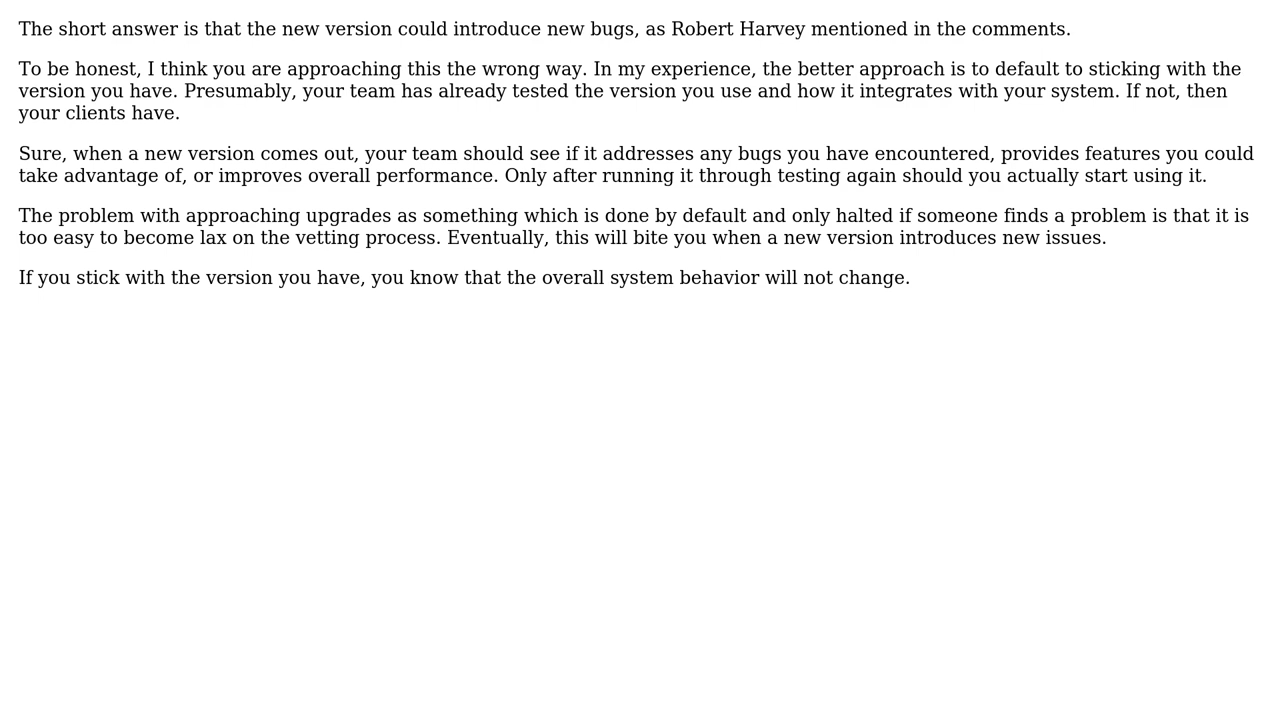 The short answer is that the new version could introduce new bugs, as Robert Harvey mentioned in the comments.
To be honest, I think you are approaching this the wrong way. In my experience, the better approach is to default to sticking with the
version you have. Presumably, your team has already tested the version you use and how it integrates with your system. If not, then
your clients have.
Sure, when a new version comes out, your team should see if it addresses any bugs you have encountered, provides features you could
take advantage of, or improves overall performance. Only after running it through testing again should you actually start using it.
The problem with approaching upgrades as something which is done by default and only halted if someone finds a problem is that it is
too easy to become lax on the vetting process. Eventually, this will bite you when a new version introduces new issues.
If you stick with the version you have, you know that the overall system behavior will not change.